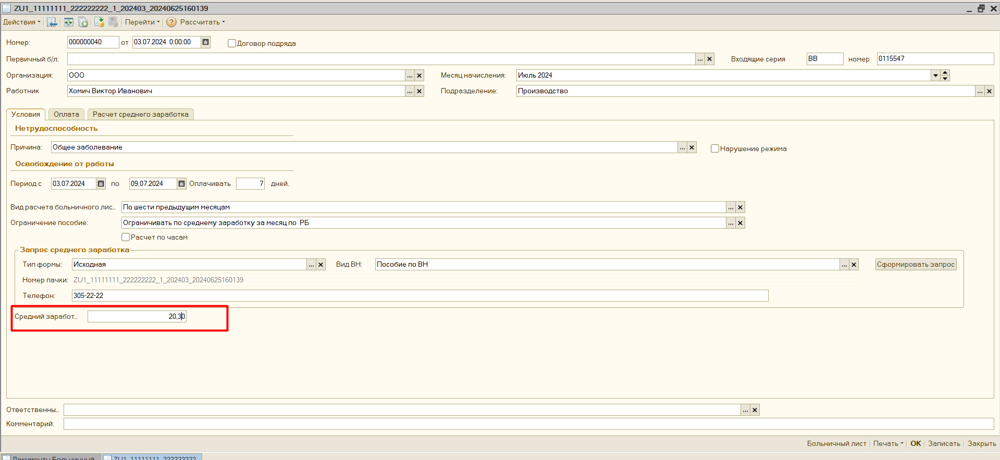 ZU1_11111111_222222222_1_202403_20240625160139
Действия Перейти ? Рассчитать
Номер: 000000040 от 03.07.2024 0:00:00 Договор подряда
Первичный б/л: ... Входящие серия ВВ номер 0115547
Организация: ООО ... Месяц начисления: Июль 2024
Работник Хомич Виктор Иванович ... Подразделение: Производство ...
Условия Оплата Расчет среднего заработка
Нетрудоспособность
Причина: Общее заболевание ... Нарушение режима
Освобождение от работы
Период с 03.07.2024 по 09.07.2024 Оплачивать 7 дней.
Вид расчета больничного лис... По шести предыдущим месяцам ...
Ограничение пособие: Ограничивать по среднему заработку за месяц по РБ ...
Расчет по часам
Запрос среднего заработка
Тип формы: Исходная ... Вид ВН: Пособие по ВН ... Сформировать запрос
Номер пачки: ZU1_11111111_222222222_1_202403_20240625160139
Телефон: 305-22-22
Средний заработ... 20,30
Ответственны... ...
Комментарий:
Больничный лист Печать OK Записать Закрыть
Документы Больничный ZU1_11111111_222222222